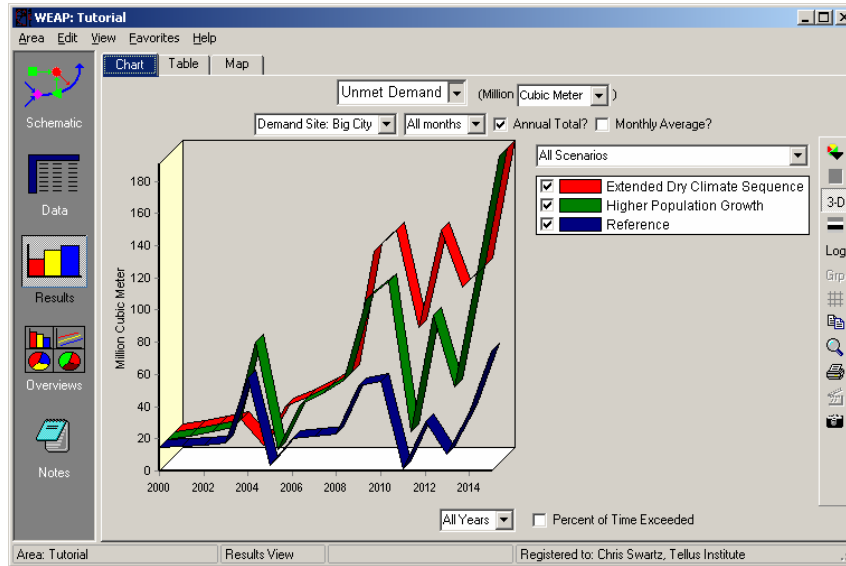 WEAP: Tutorial
Area Edit View Favorites Help
Chart Table Map
Unmet Demand (Million Cubic Meter )
Demand Site: Big City All months Annual Total? Monthly Average?
All Scenarios
Extended Dry Climate Sequence
Higher Population Growth
Reference
Schematic
Data
Results
Overviews
Notes
Million Cubic Meter
180
160
140
120
100
80
60
40
20
0
2000 2002 2004 2006 2008 2010 2012 2014
3-D
Log
Grp
All Years Percent of Time Exceeded
Area: Tutorial Results View Registered to: Chris Swartz, Tellus Institute